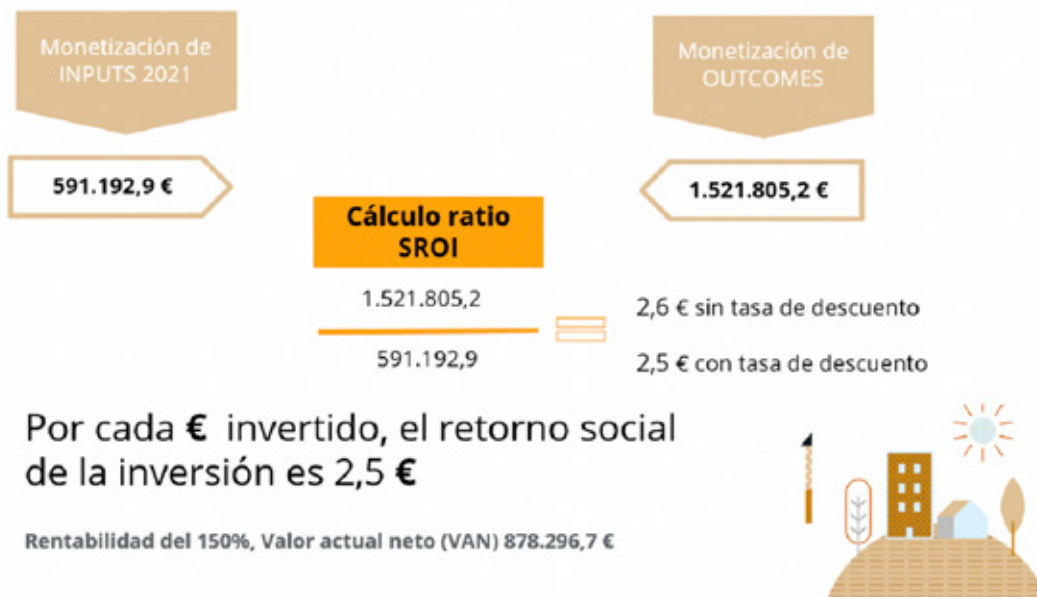 Monetización de
INPUTS 2021
Monetización de
OUTCOMES
591.192,9 €
1.521.805,2 €
Cálculo ratio
SROI
1.521.805,2
591.192,9
2,6 € sin tasa de descuento
2,5 € con tasa de descuento
Por cada € invertido, el retorno social
de la inversión es 2,5 €
Rentabilidad del 150%, Valor actual neto (VAN) 878.296,7 €